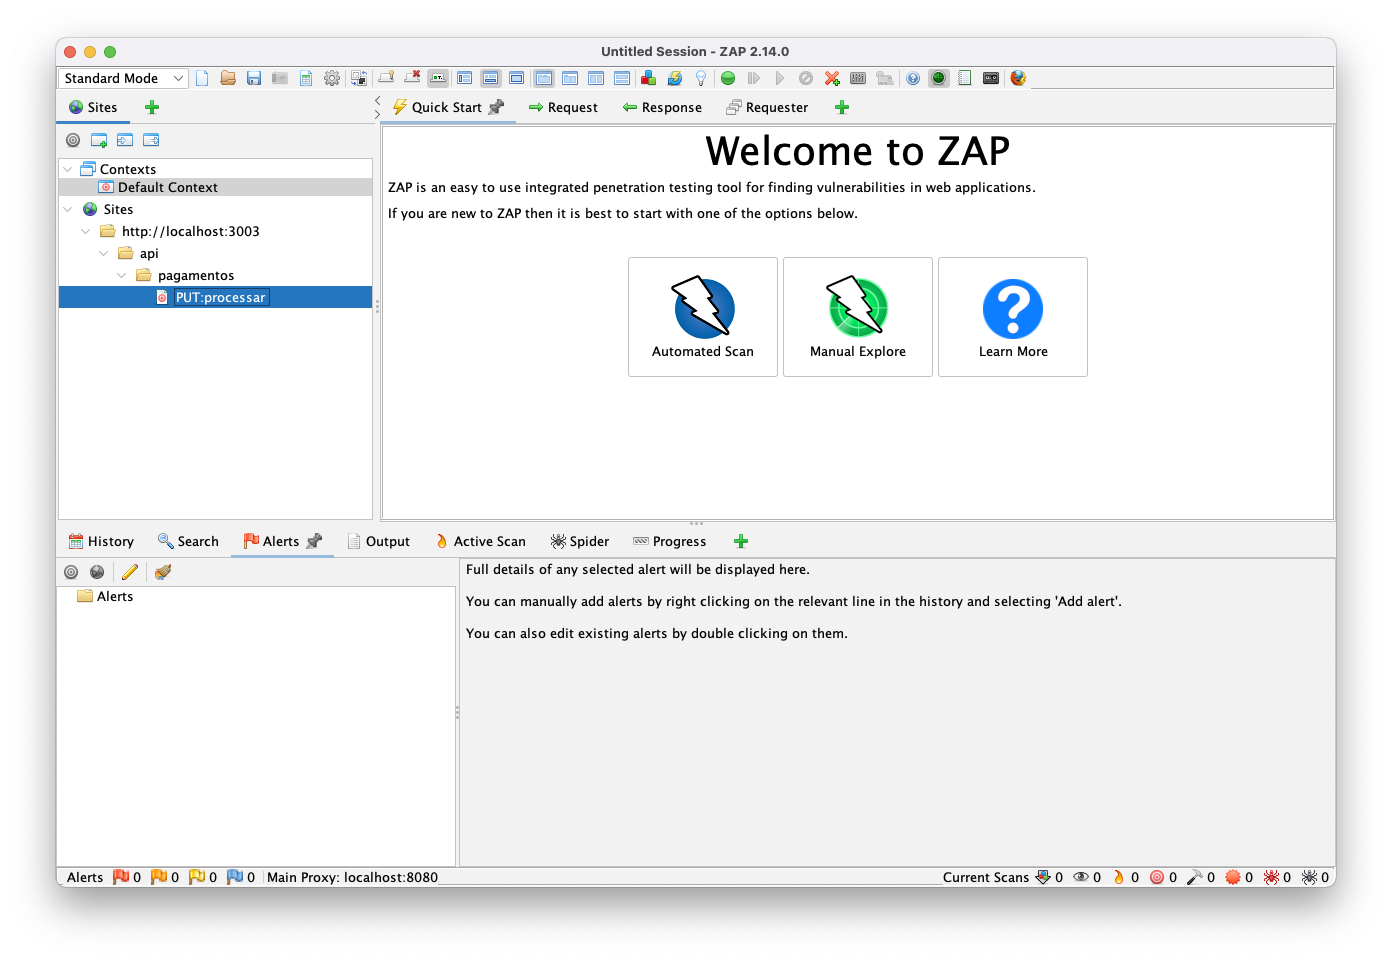 Untitled Session - ZAP 2.14.0
Standard Mode
Sites
Quick Start
Request
Response
Requester
Contexts
Default Context
Sites
http://localhost:3003
api
pagamentos
PUT:processar
Welcome to ZAP
ZAP is an easy to use integrated penetration testing tool for finding vulnerabilities in web applications.
If you are new to ZAP then it is best to start with one of the options below.
Automated Scan
Manual Explore
Learn More
History
Search
Alerts
Output
Active Scan
Spider
Progress
Alerts
Full details of any selected alert will be displayed here.
You can manually add alerts by right clicking on the relevant line in the history and selecting 'Add alert'.
You can also edit existing alerts by double clicking on them.
Alerts 0 0 0 0 Main Proxy: localhost:8080
Current Scans 0 0 0 0 0 0 0 0